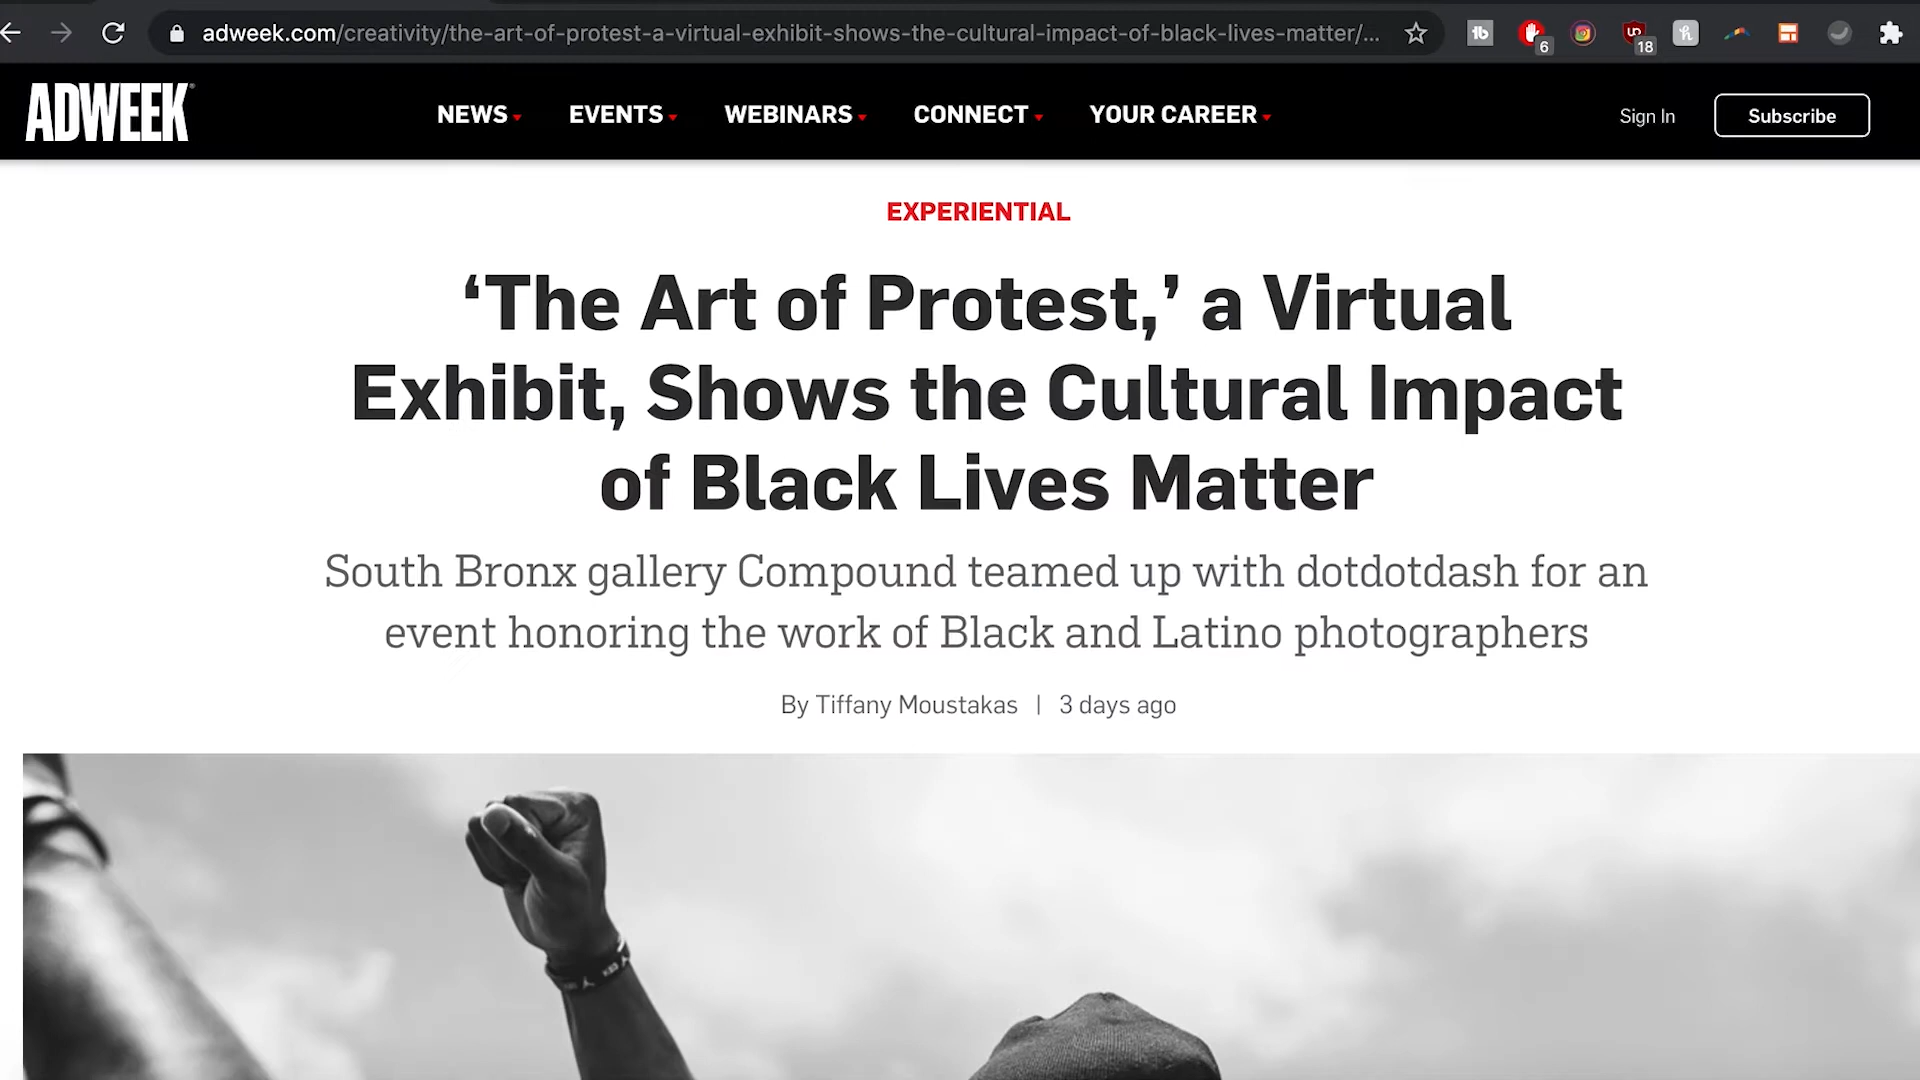 adweek.com/creativity/the-art-of-protest-a-virtual-exhibit-shows-the-cultural-impact-of-black-lives-matter/...
6
18
ADWEEK
NEWS EVENTS WEBINARS CONNECT YOUR CAREER
Sign In
Subscribe
EXPERIENTIAL
‘The Art of Protest,’ a Virtual
Exhibit, Shows the Cultural Impact
of Black Lives Matter
South Bronx gallery Compound teamed up with dotdotdash for an
event honoring the work of Black and Latino photographers
By Tiffany Moustakas | 3 days ago